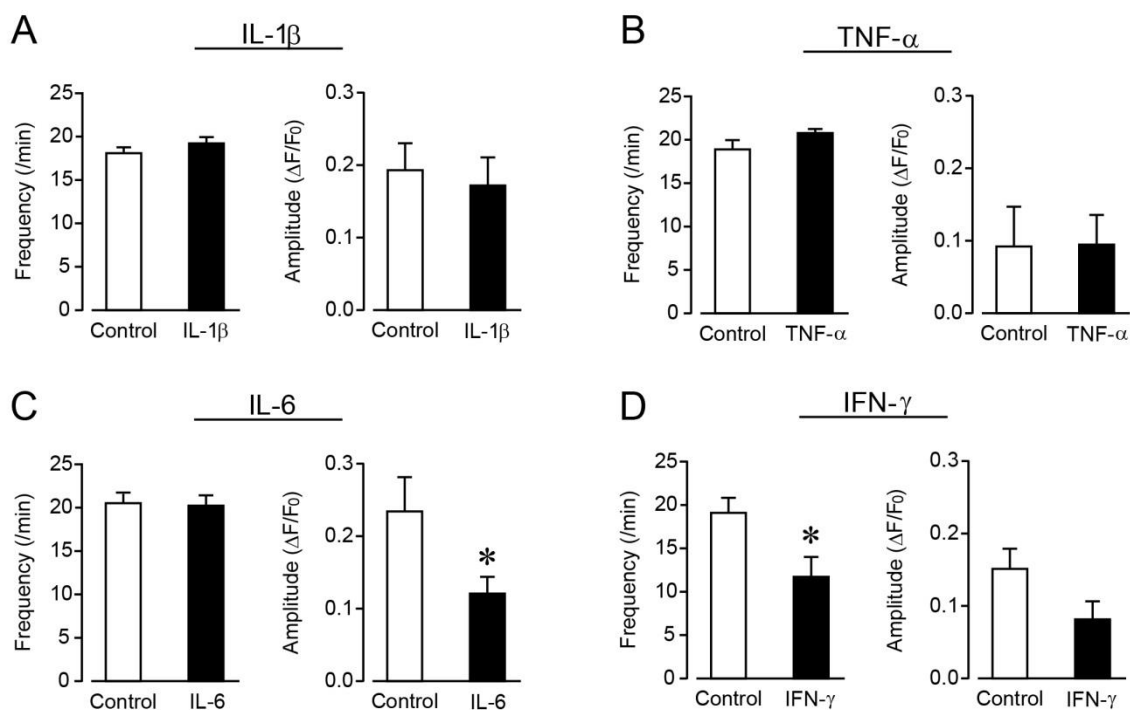 A
IL-1β
Frequency (/min)
25
20
15
10
5
0
Control IL-1β
Amplitude (ΔF/F0)
0.3
0.2
0.1
0.0
Control IL-1β
B
TNF-α
Frequency (/min)
25
20
15
10
5
0
Control TNF-α
Amplitude (ΔF/F0)
0.3
0.2
0.1
0.0
Control TNF-α
C
IL-6
Frequency (/min)
25
20
15
10
5
0
Control IL-6
Amplitude (ΔF/F0)
0.3
0.2
0.1
0.0
*
Control IL-6
D
IFN-γ
Frequency (/min)
25
20
15
10
5
0
*
Control IFN-γ
Amplitude (ΔF/F0)
0.3
0.2
0.1
0.0
Control IFN-γ